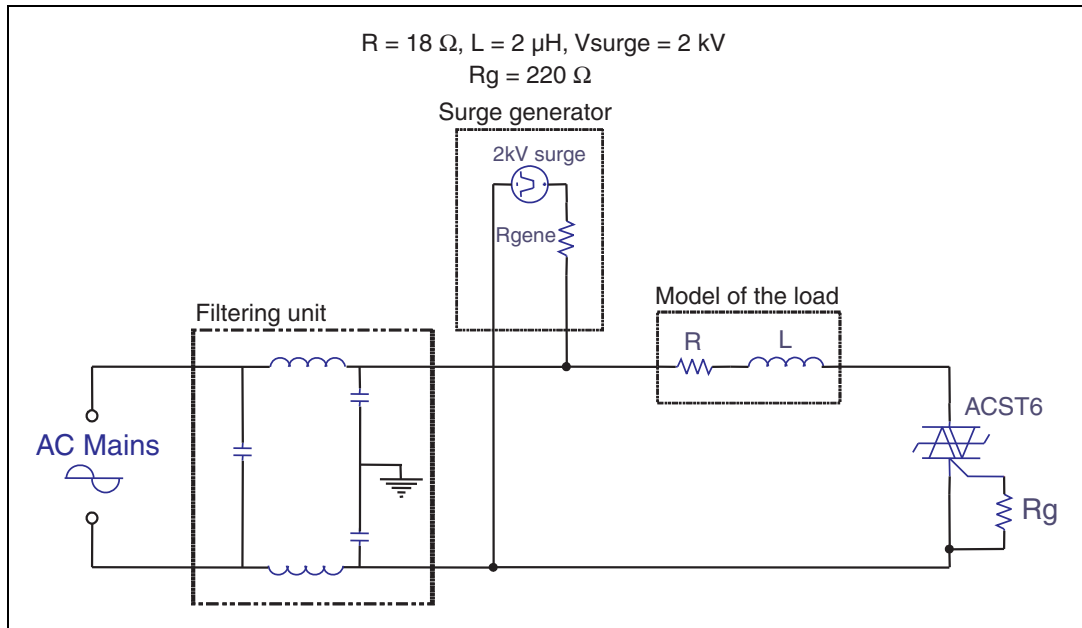 R = 18 Ω, L = 2 µH, Vsurge = 2 kV
Rg = 220 Ω
Surge generator
2kV surge
Rgene
Filtering unit
Model of the load
R
L
AC Mains
ACST6
Rg